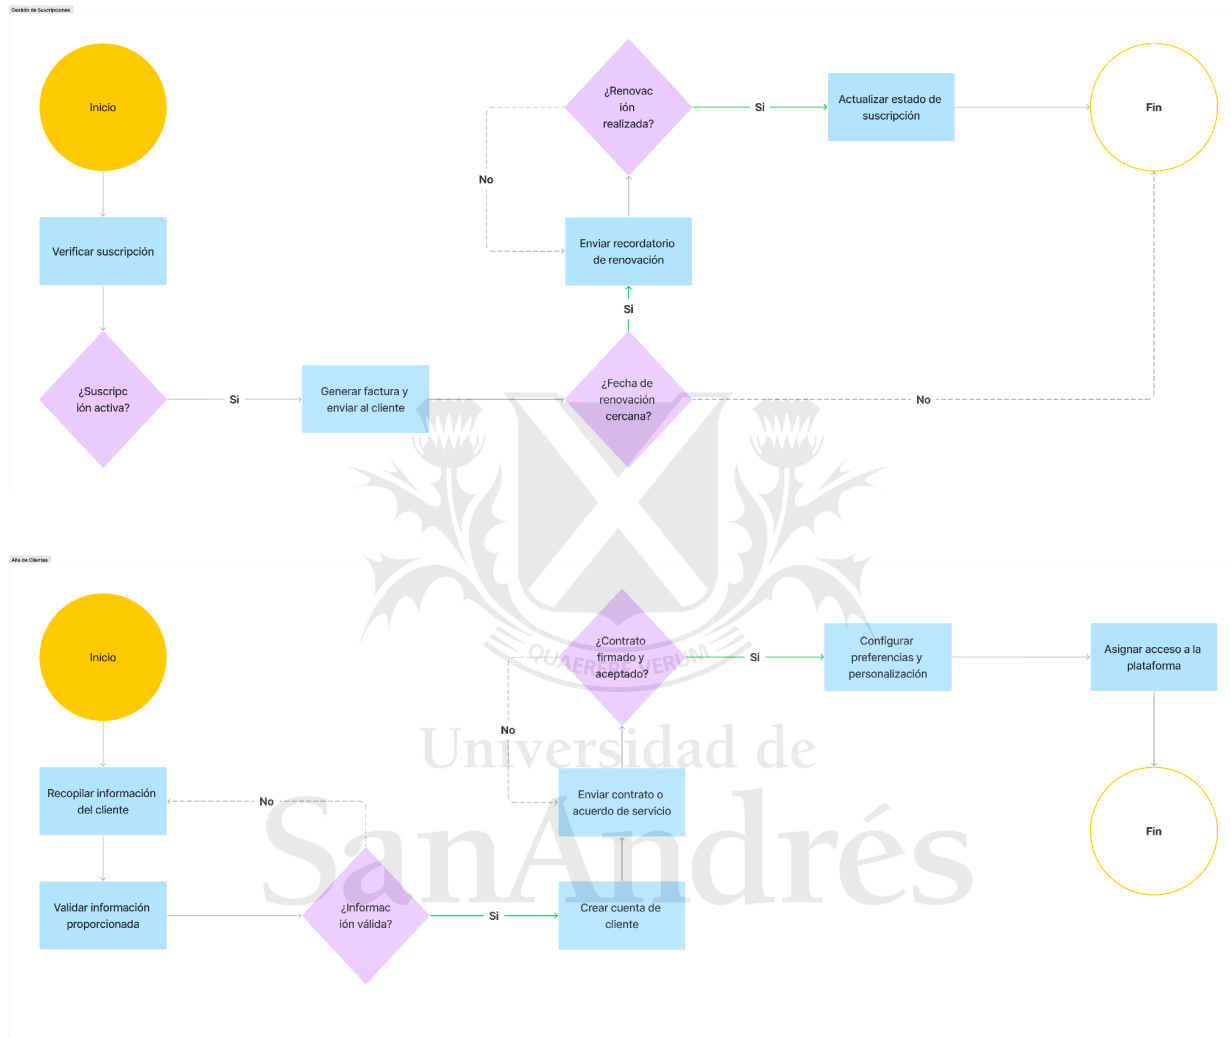 Gestión de Suscripciones
Inicio
Verificar suscripción
¿Suscripc
ión activa?
Si
Generar factura y
enviar al cliente
¿Fecha de
renovación
cercana?
No
Si
Enviar recordatorio
de renovación
No
¿Renovac
ión
realizada?
Si
Actualizar estado de
suscripción
Fin
Alta de Clientes
Inicio
Recopilar información
del cliente
Validar información
proporcionada
No
¿Informac
ión válida?
Si
Crear cuenta de
cliente
Enviar contrato o
acuerdo de servicio
No
¿Contrato
firmado y
aceptado?
Si
Configurar
preferencias y
personalización
Asignar acceso a la
plataforma
Fin
QUAERERE VERUM
Universidad de
SanAndrés